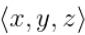 ⟨x, y, z⟩